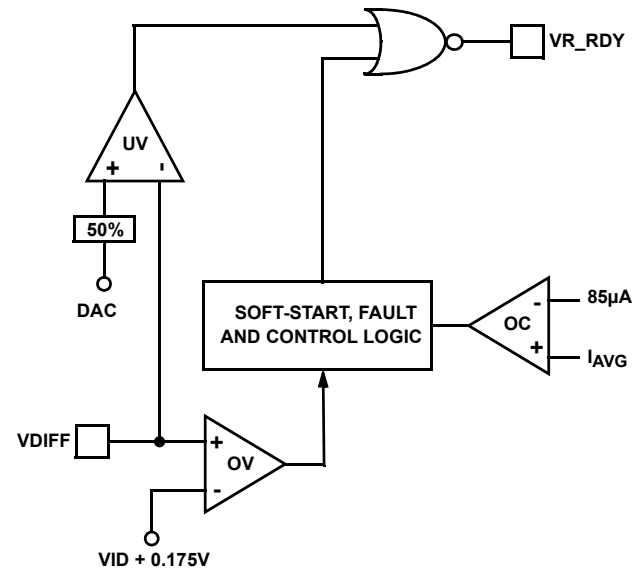 VR_RDY
UV
+ -
50%
DAC
SOFT-START, FAULT
AND CONTROL LOGIC
- 85µA
OC
+ IAVG
VDIFF
+
OV
-
VID + 0.175V